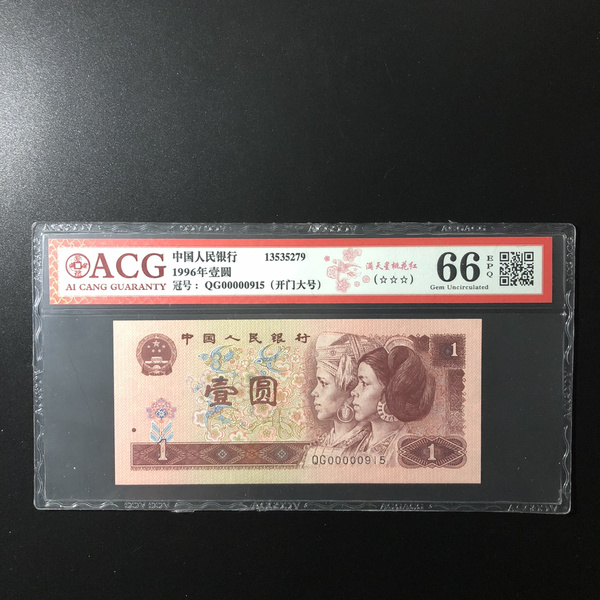 ACG
AI CANG GUARANTY
中国人民银行 13535279
1996年壹圆
冠号： QG00000915（开门大号）
满天星桃花红
(☆☆☆)
66 EPQ
Gem Uncirculated
中国人民银行
1
壹圆
1
QG00000915
1